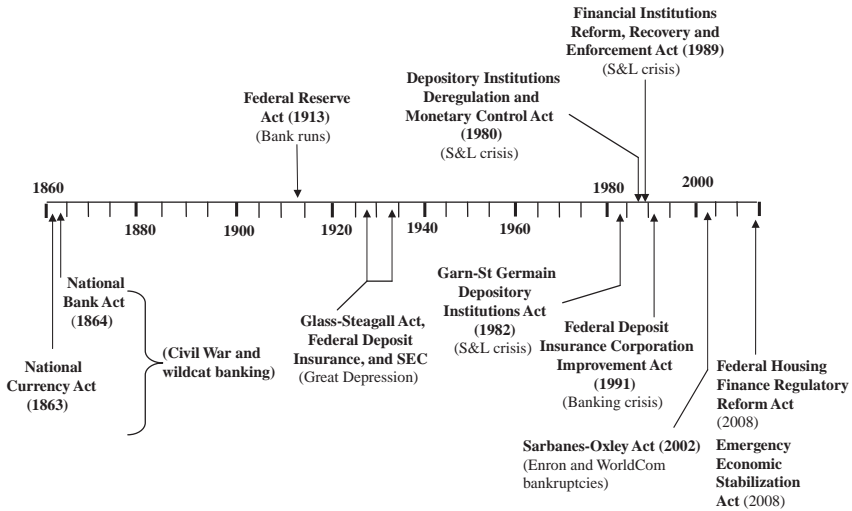 Financial Institutions
Reform, Recovery and
Enforcement Act (1989)
(S&L crisis)
Depository Institutions
Deregulation and
Monetary Control Act
(1980)
(S&L crisis)
Federal Reserve
Act (1913)
(Bank runs)
1860
1980
2000
1880
1900
1920
1940
1960
National
Bank Act
(1864)
National
Currency Act
(1863)
(Civil War and
wildcat banking)
Glass-Steagall Act,
Federal Deposit
Insurance, and SEC
(Great Depression)
Garn-St Germain
Depository
Institutions Act
(1982)
(S&L crisis)
Federal Deposit
Insurance Corporation
Improvement Act
(1991)
(Banking crisis)
Sarbanes-Oxley Act (2002)
(Enron and WorldCom
bankruptcies)
Federal Housing
Finance Regulatory
Reform Act
(2008)
Emergency
Economic
Stabilization
Act (2008)